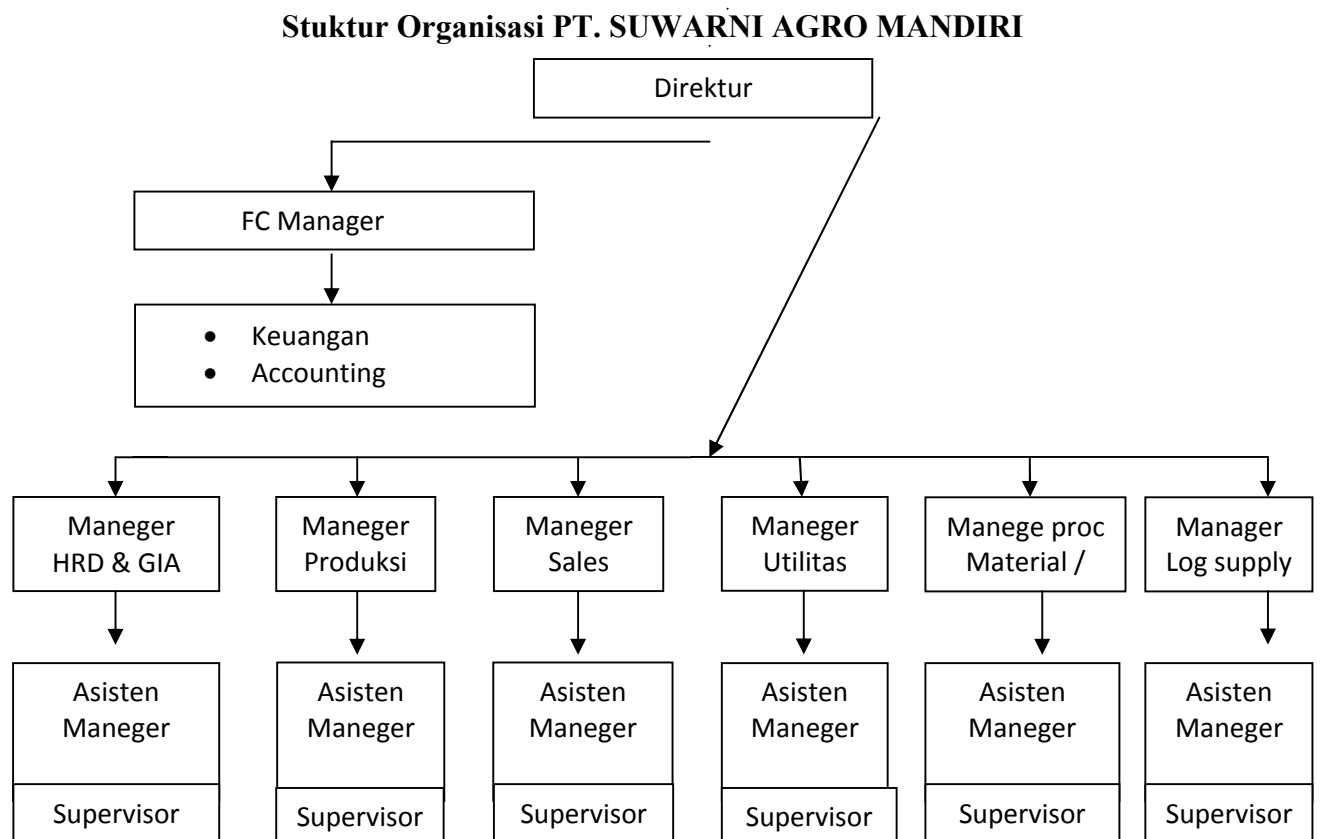 Stuktur Organisasi PT. SUWARNI AGRO MANDIRI
Direktur
FC Manager
• Keuangan
• Accounting
Maneger
HRD & GIA
Maneger
Produksi
Maneger
Sales
Maneger
Utilitas
Manege proc
Material /
Manager
Log supply
Asisten
Maneger
Asisten
Maneger
Asisten
Maneger
Asisten
Maneger
Asisten
Maneger
Asisten
Maneger
Supervisor
Supervisor
Supervisor
Supervisor
Supervisor
Supervisor